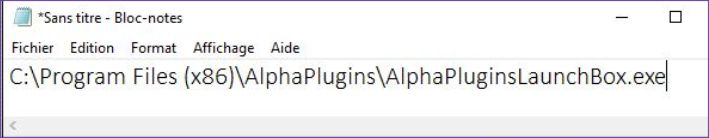 *Sans titre - Bloc-notes
Fichier Edition Format Affichage Aide
C:\Program Files (x86)\AlphaPlugins\AlphaPluginsLaunchBox.exe